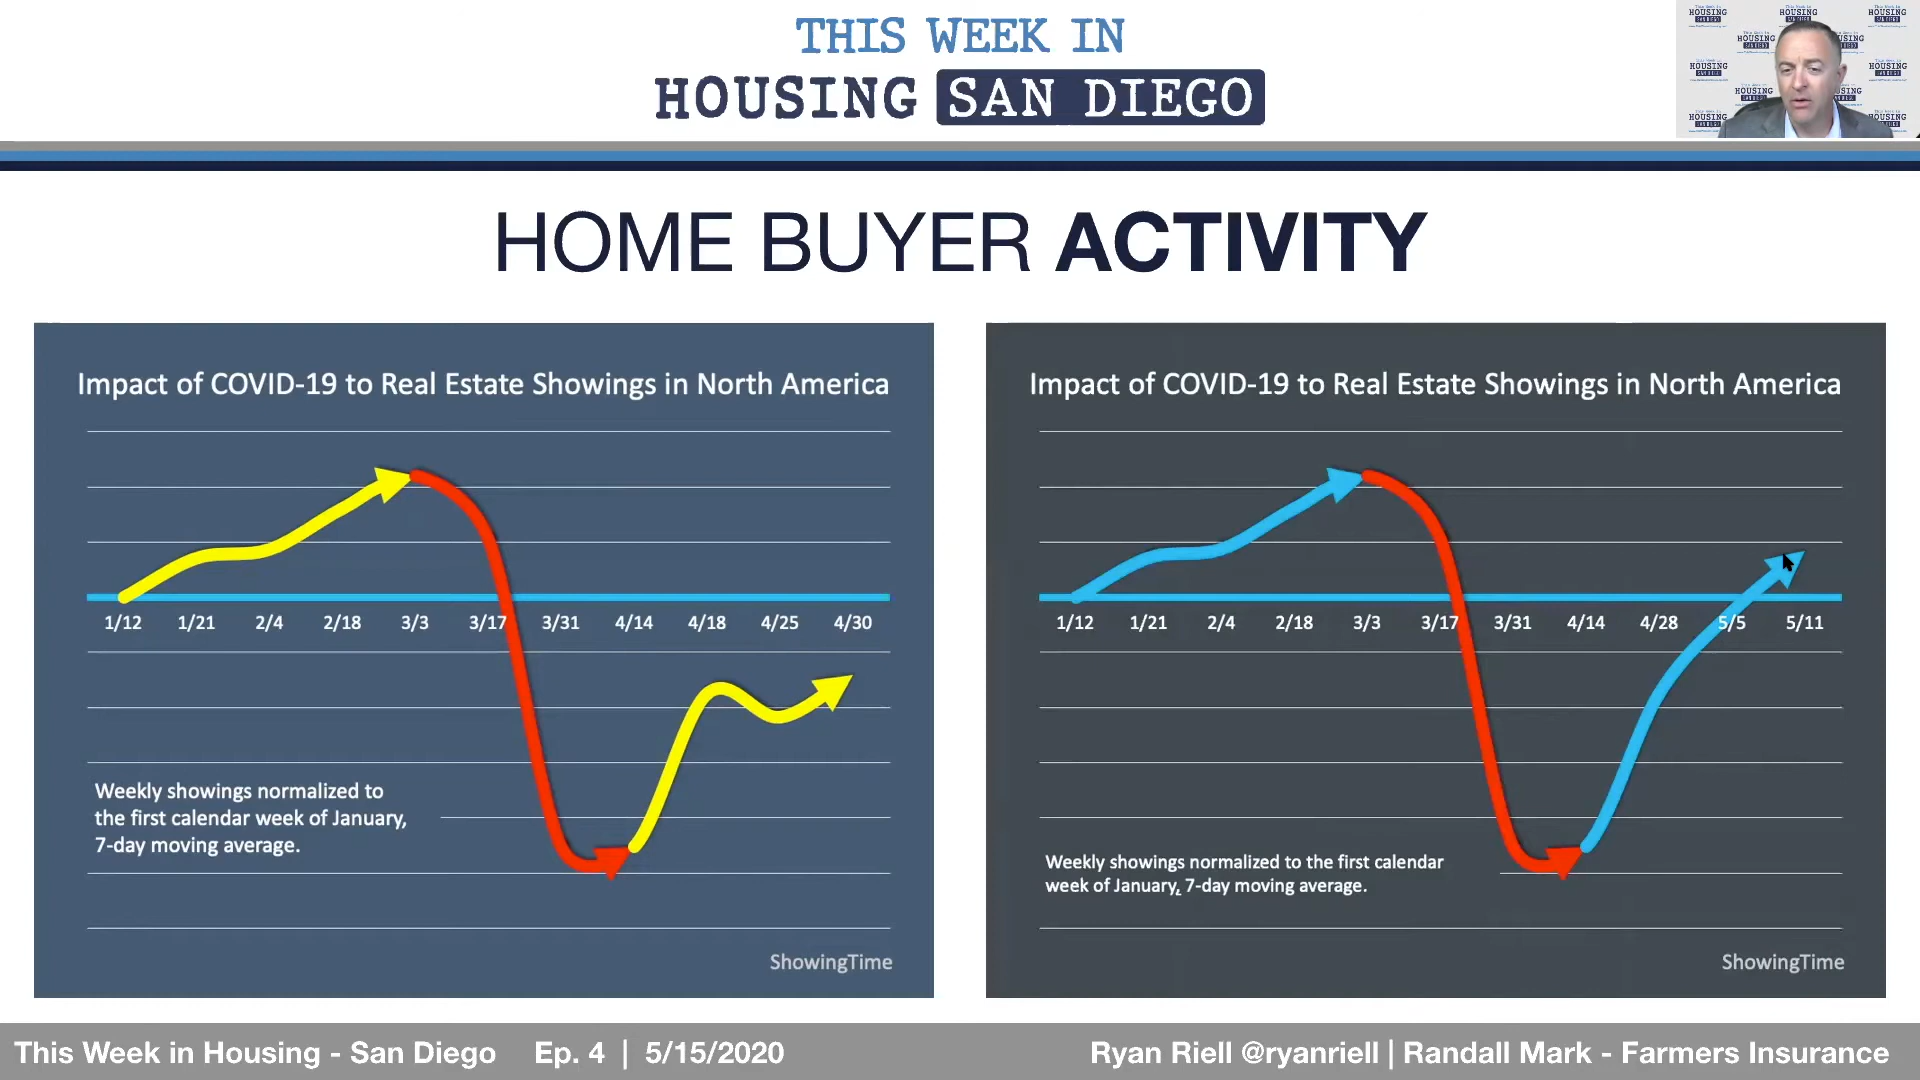 THIS WEEK IN
HOUSING SAN DIEGO
HOME BUYER ACTIVITY
Impact of COVID-19 to Real Estate Showings in North America
1/12 1/21 2/4 2/18 3/3 3/17 3/31 4/14 4/18 4/25 4/30
Weekly showings normalized to
the first calendar week of January,
7-day moving average.
ShowingTime
Impact of COVID-19 to Real Estate Showings in North America
1/12 1/21 2/4 2/18 3/3 3/17 3/31 4/14 4/28 5/5 5/11
Weekly showings normalized to the first calendar
week of January, 7-day moving average.
ShowingTime
This Week in Housing - San Diego Ep. 4 | 5/15/2020
Ryan Riell @ryanriell | Randall Mark - Farmers Insurance